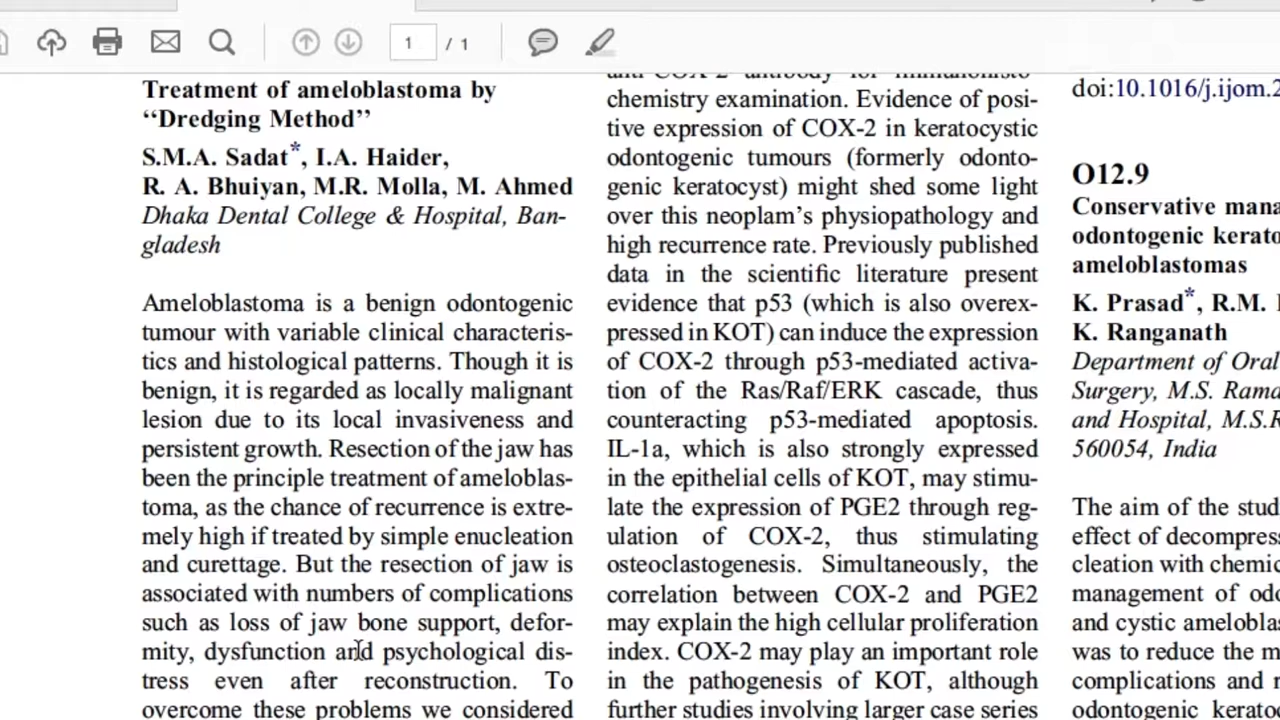 1 / 1
Treatment of ameloblastoma by
‘‘Dredging Method’’
S.M.A. Sadat*, I.A. Haider,
R. A. Bhuiyan, M.R. Molla, M. Ahmed
Dhaka Dental College & Hospital, Ban-
gladesh
Ameloblastoma is a benign odontogenic
tumour with variable clinical characteris-
tics and histological patterns. Though it is
benign, it is regarded as locally malignant
lesion due to its local invasiveness and
persistent growth. Resection of the jaw has
been the principle treatment of ameloblas-
toma, as the chance of recurrence is extre-
mely high if treated by simple enucleation
and curettage. But the resection of jaw is
associated with numbers of complications
such as loss of jaw bone support, defor-
mity, dysfunction and psychological dis-
tress even after reconstruction. To
overcome these problems we considered
anti-COX-2 antibody for immunohisto-
chemistry examination. Evidence of posi-
tive expression of COX-2 in keratocystic
odontogenic tumours (formerly odonto-
genic keratocyst) might shed some light
over this neoplam’s physiopathology and
high recurrence rate. Previously published
data in the scientific literature present
evidence that p53 (which is also overex-
pressed in KOT) can induce the expression
of COX-2 through p53-mediated activa-
tion of the Ras/Raf/ERK cascade, thus
counteracting p53-mediated apoptosis.
IL-1a, which is also strongly expressed
in the epithelial cells of KOT, may stimu-
late the expression of PGE2 through reg-
ulation of COX-2, thus stimulating
osteoclastogenesis. Simultaneously, the
correlation between COX-2 and PGE2
may explain the high cellular proliferation
index. COX-2 may play an important role
in the pathogenesis of KOT, although
further studies involving larger case series
doi:10.1016/j.ijom.2
O12.9
Conservative mana
odontogenic kerato
ameloblastomas
K. Prasad*, R.M.
K. Ranganath
Department of Oral
Surgery, M.S. Rama
and Hospital, M.S.R
560054, India
The aim of the stud
effect of decompress
cleation with chemic
management of odo
and cystic ameloblas
was to reduce the m
complications and r
odontogenic kerato